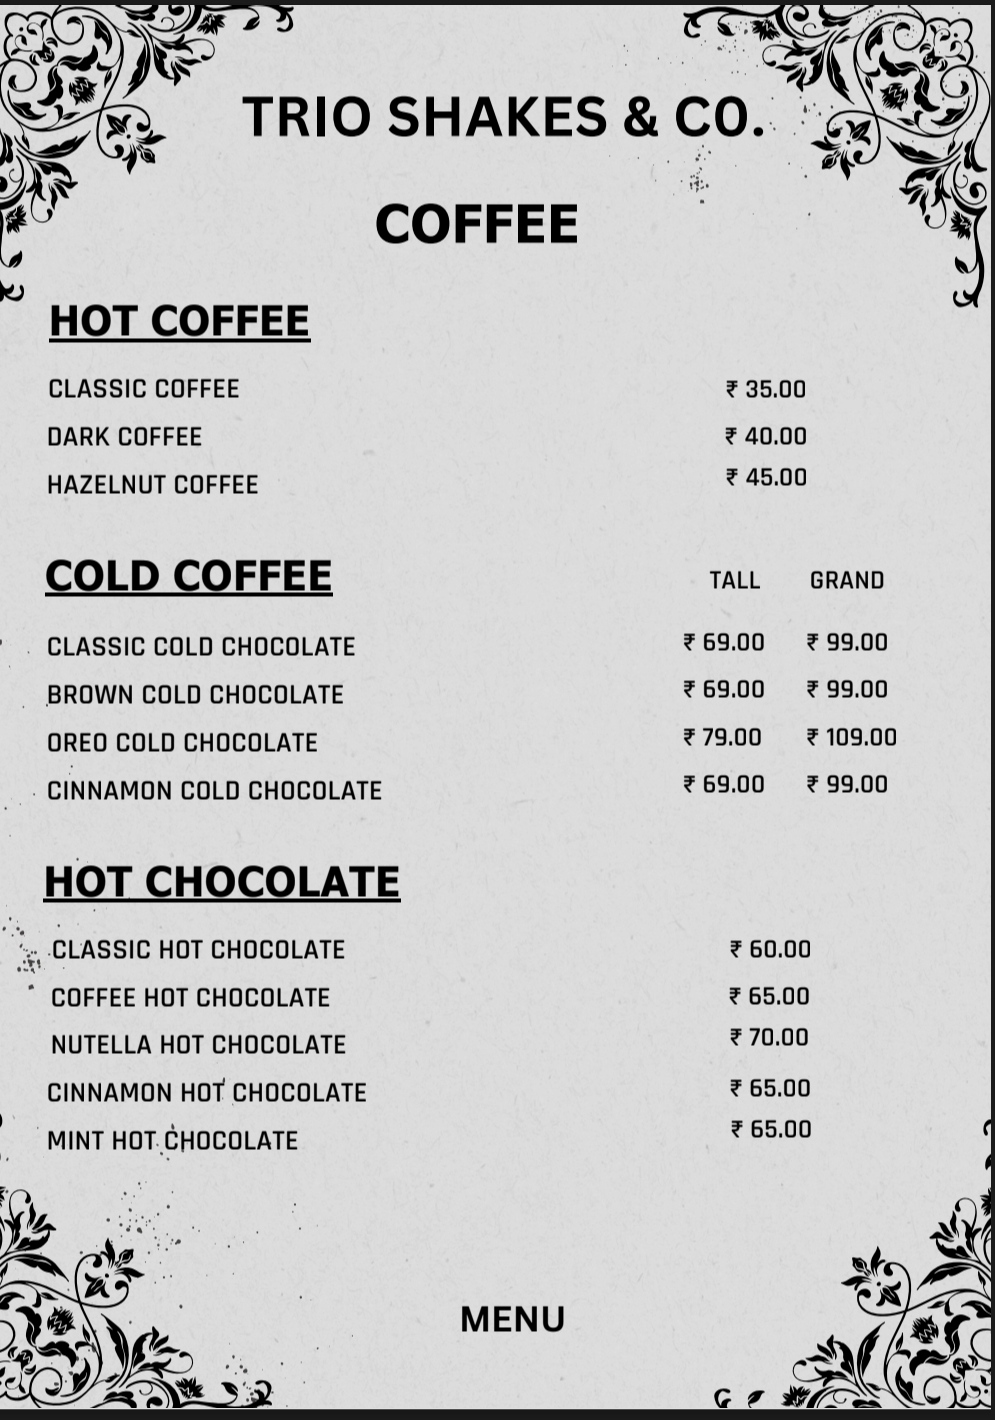 TRIO SHAKES & CO.
COFFEE
HOT COFFEE
CLASSIC COFFEE ₹ 35.00
DARK COFFEE ₹ 40.00
HAZELNUT COFFEE ₹ 45.00
COLD COFFEE TALL GRAND
CLASSIC COLD CHOCOLATE ₹ 69.00 ₹ 99.00
BROWN COLD CHOCOLATE ₹ 69.00 ₹ 99.00
OREO COLD CHOCOLATE ₹ 79.00 ₹ 109.00
CINNAMON COLD CHOCOLATE ₹ 69.00 ₹ 99.00
HOT CHOCOLATE
CLASSIC HOT CHOCOLATE ₹ 60.00
COFFEE HOT CHOCOLATE ₹ 65.00
NUTELLA HOT CHOCOLATE ₹ 70.00
CINNAMON HOT CHOCOLATE ₹ 65.00
MINT HOT CHOCOLATE ₹ 65.00
MENU